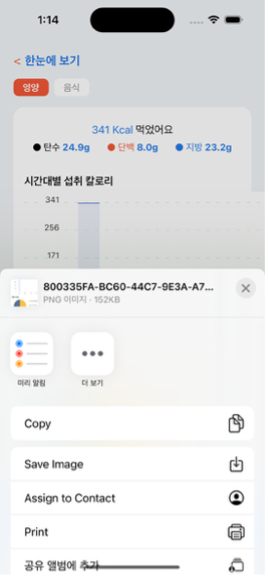 1:14
< 한눈에 보기
영양 음식
341 Kcal 먹었어요
탄수 24.9g 단백 8.0g 지방 23.2g
시간대별 섭취 칼로리
341
256
171
800335FA-BC60-44C7-9E3A-A7...
PNG 이미지 · 152KB
미리 알림 더 보기
Copy
Save Image
Assign to Contact
Print
공유 앨범에 추가